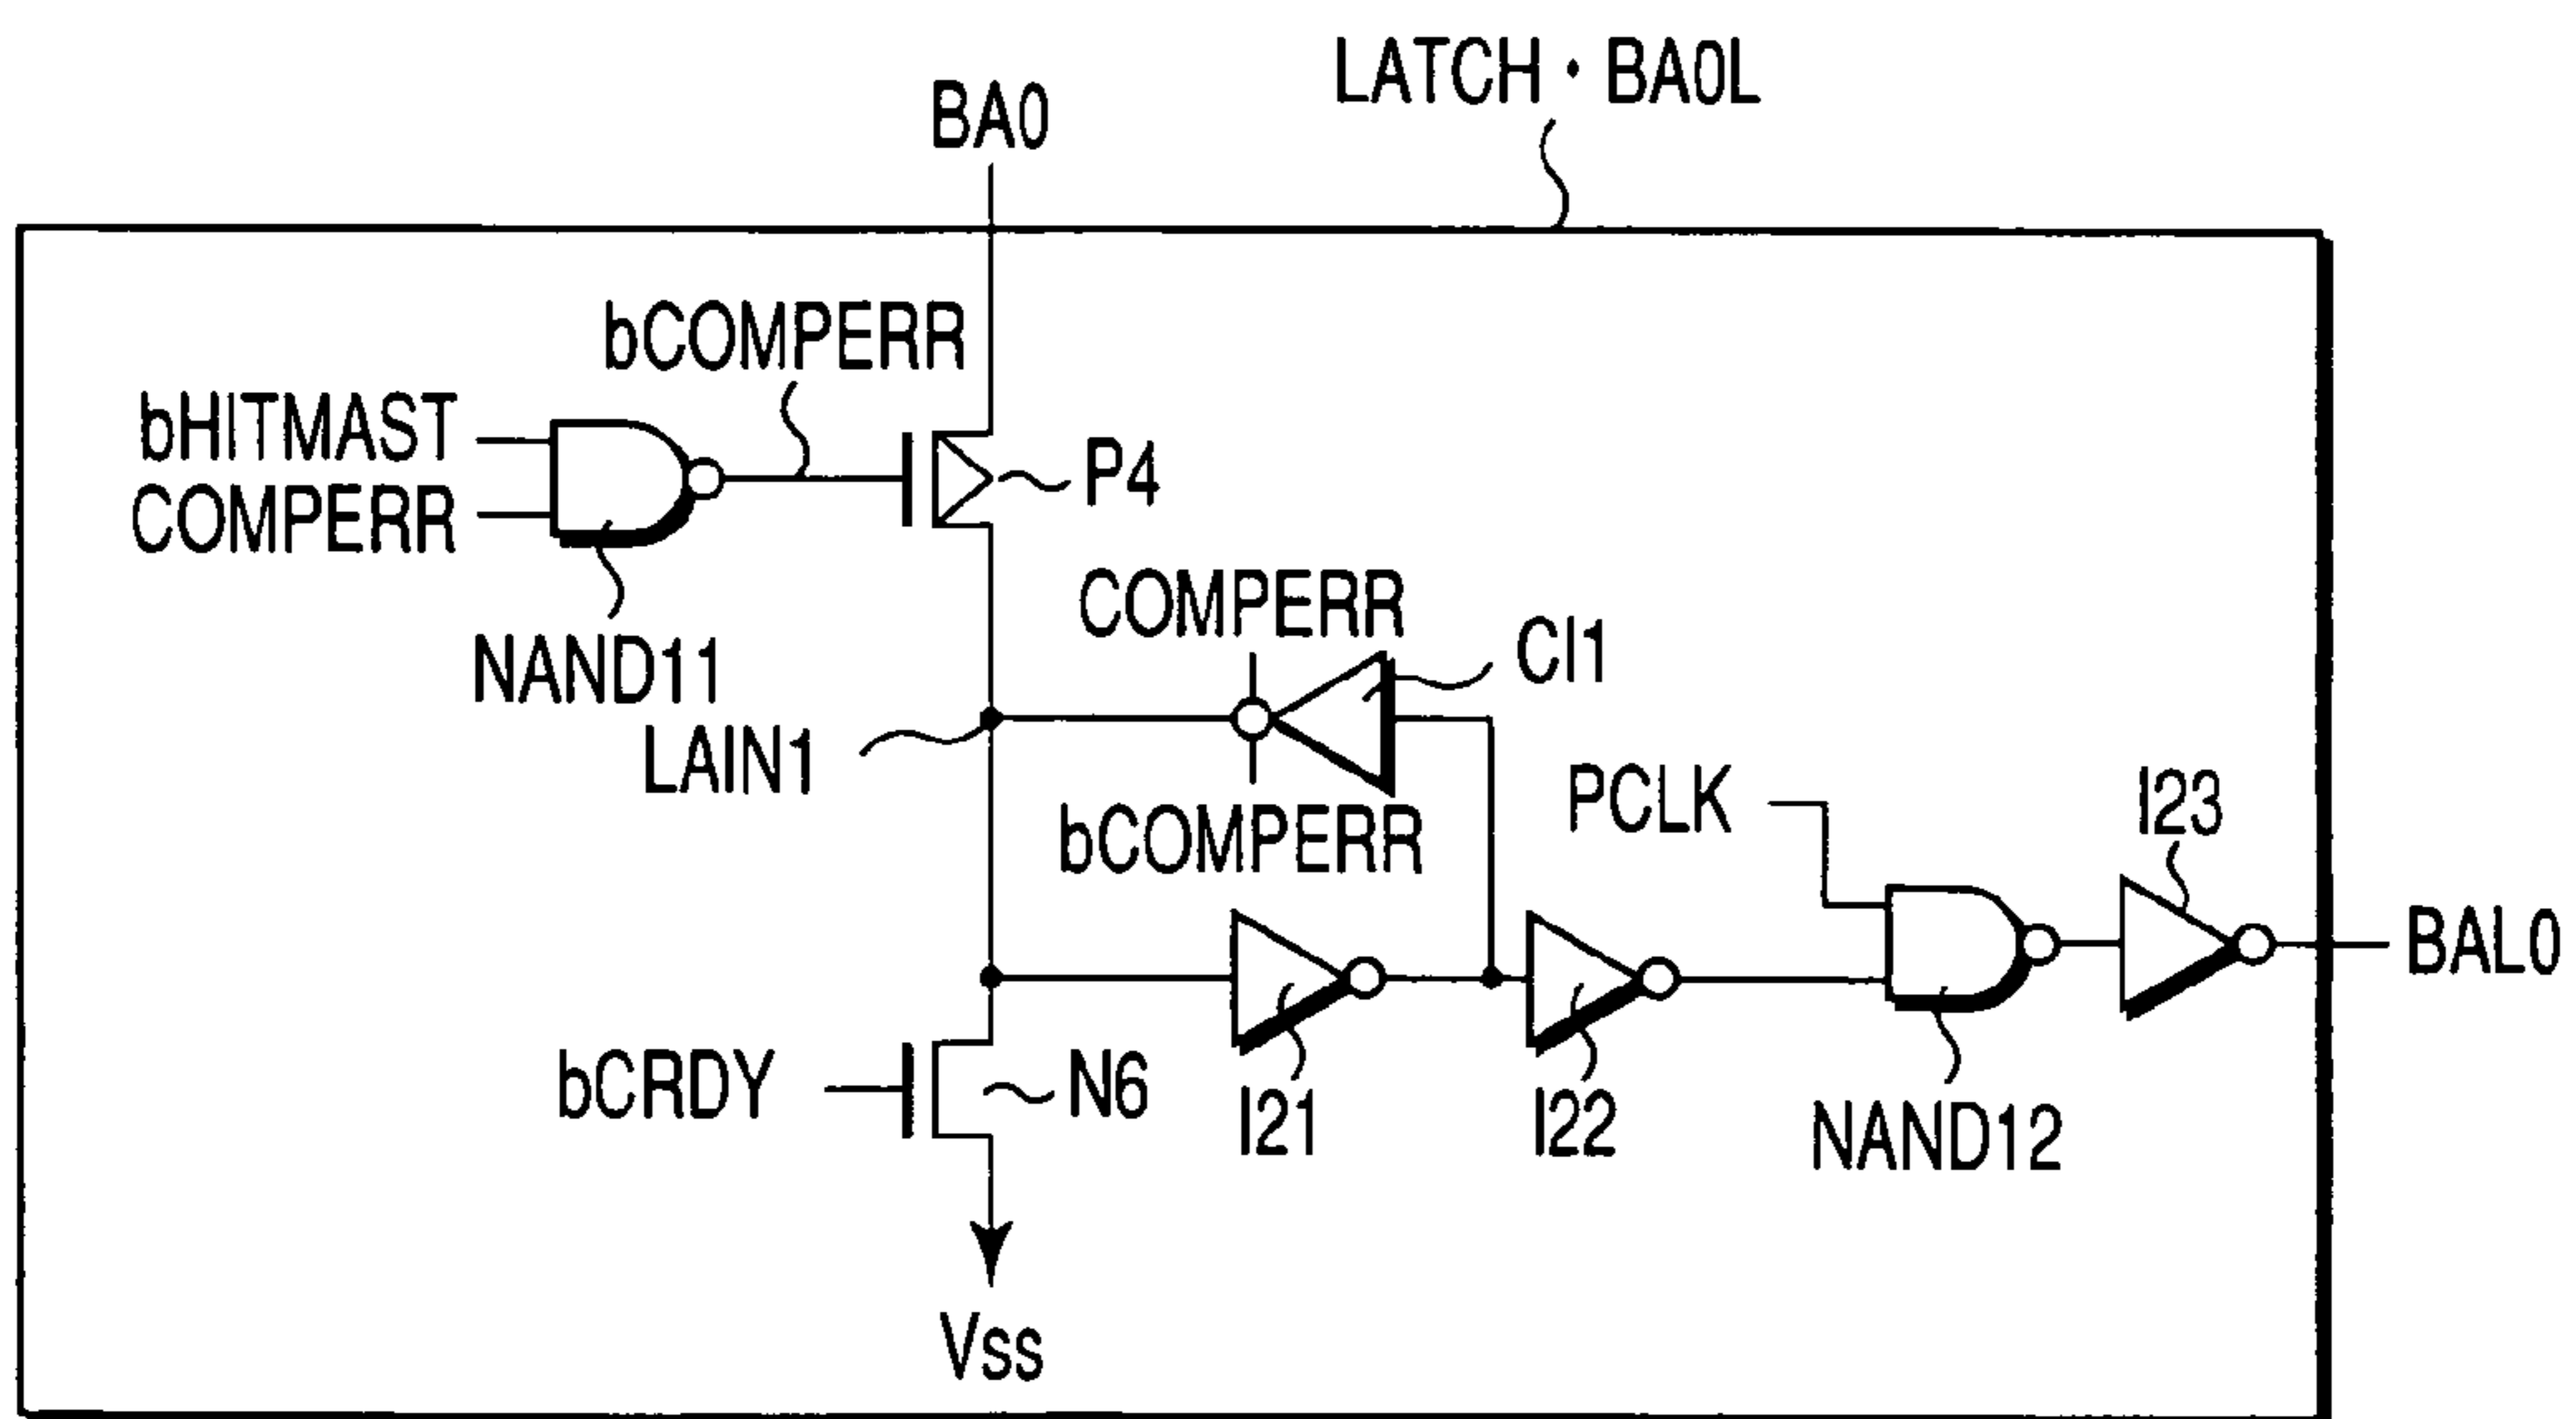 LATCH · BA0L
BA0
bCOMPERR
bHITMAST
COMPERR
P4
NAND11
COMPERR
CI1
LAIN1
bCOMPERR
PCLK
I23
BAL0
bCRDY
N6
I21
I22
NAND12
Vss